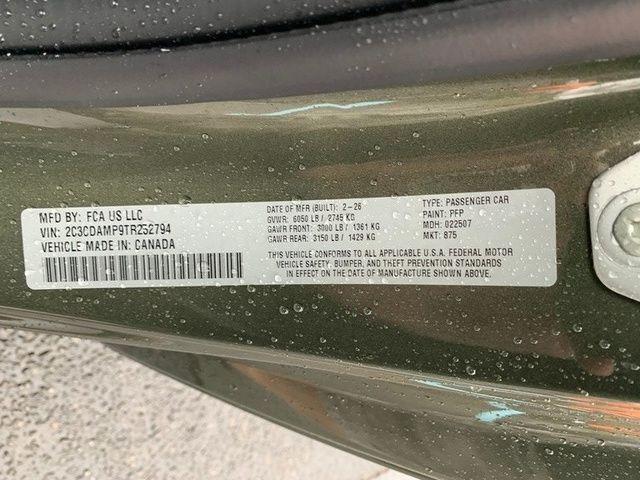 MFD BY: FCA US LLC
VIN: 2C3CDAMP9TR252794
VEHICLE MADE IN: CANADA
DATE OF MFR (BUILT): 2-26
GVWR: 6050 LB / 2745 KG
GAWR FRONT: 3000 LB / 1361 KG
GAWR REAR: 3150 LB / 1429 KG
TYPE: PASSENGER CAR
PAINT: PFP
MDH: 022507
MKT: 875
THIS VEHICLE CONFORMS TO ALL APPLICABLE U.S.A. FEDERAL MOTOR
VEHICLE SAFETY, BUMPER, AND THEFT PREVENTION STANDARDS
IN EFFECT ON THE DATE OF MANUFACTURE SHOWN ABOVE.